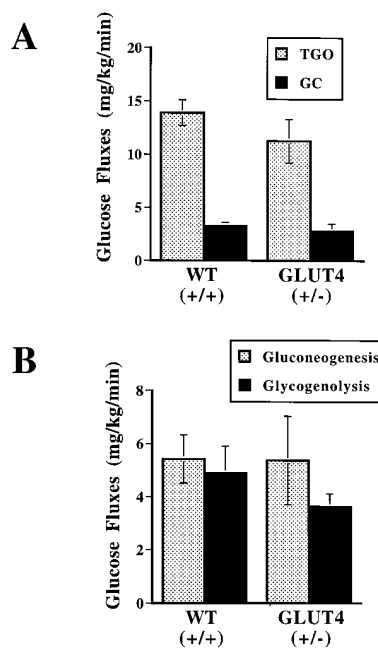 A
20
15
10
5
0
Glucose Fluxes (mg/kg/min)
TGO
GC
WT
(+/+)
GLUT4
(+/-)
B
Gluconeogenesis
Glycogenolysis
8
6
4
2
0
Glucose Fluxes (mg/kg/min)
WT
(+/+)
GLUT4
(+/-)